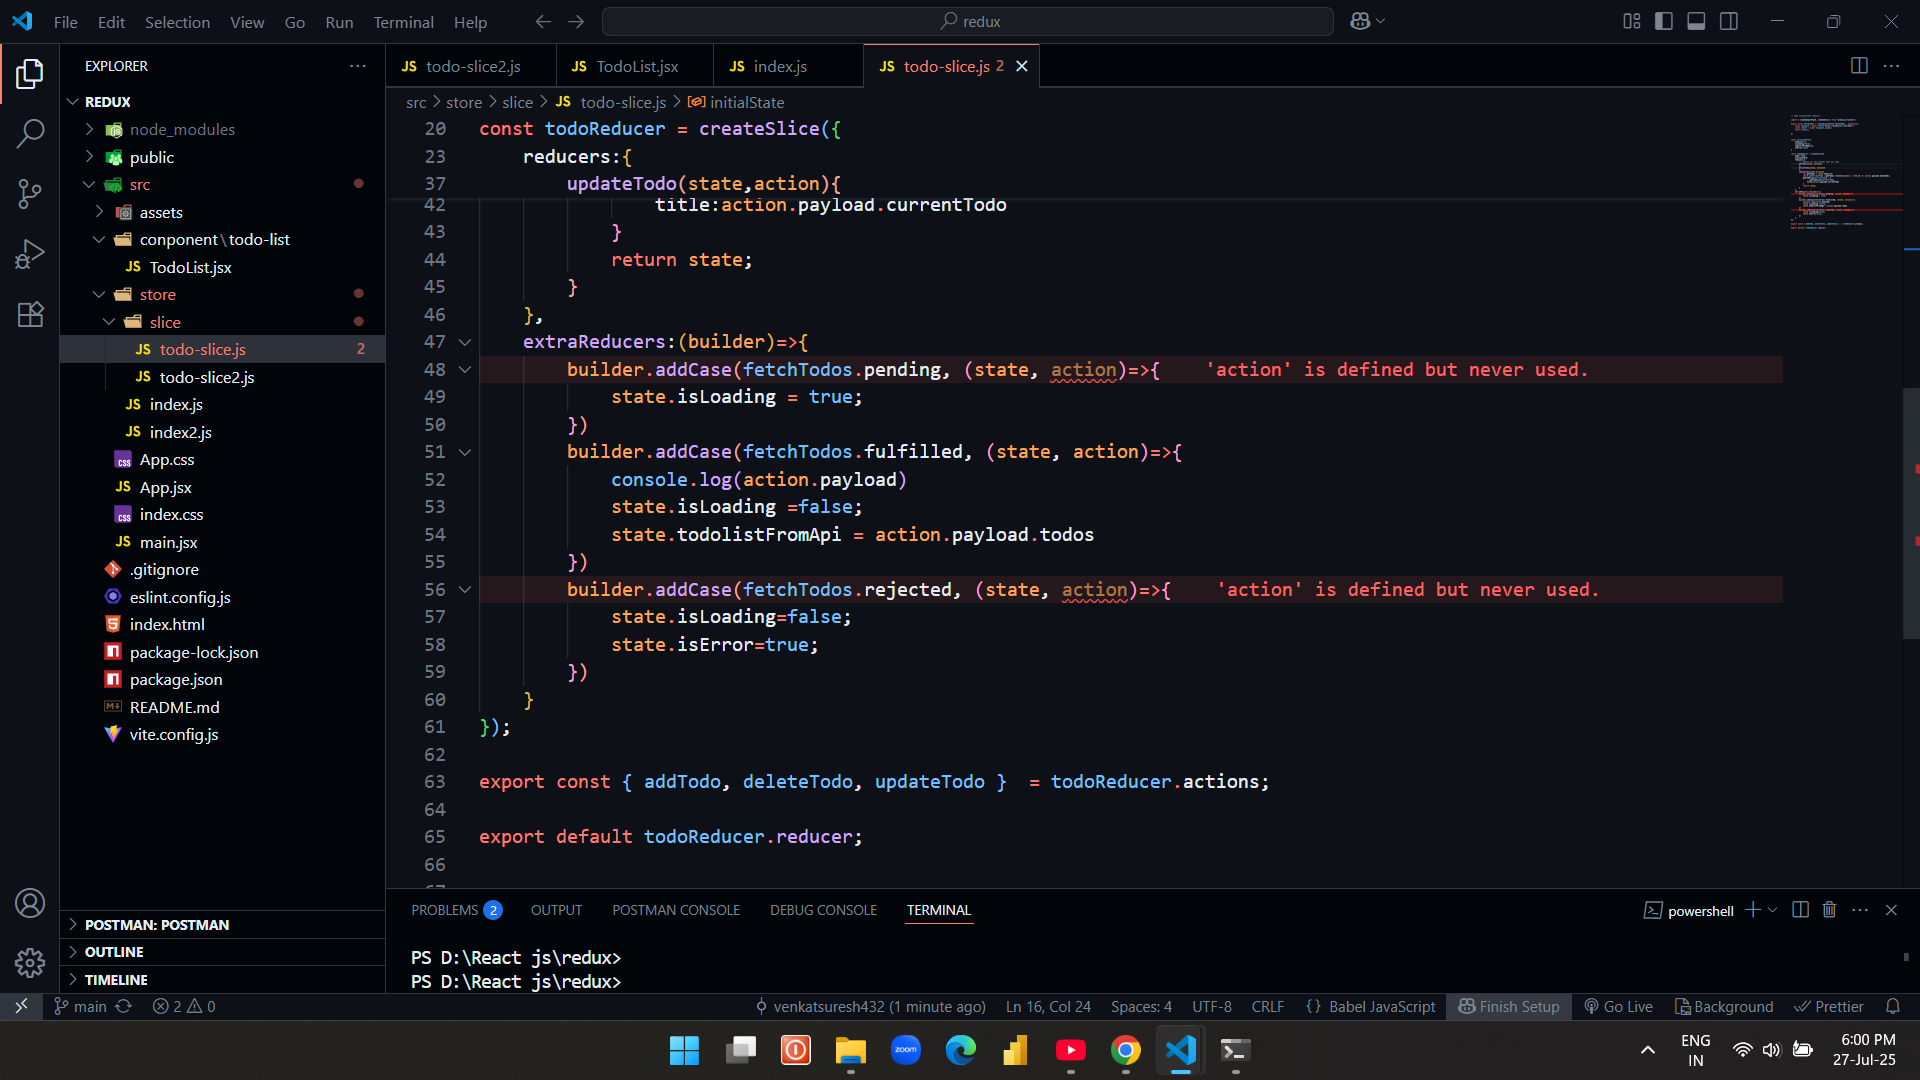 File Edit Selection View Go Run Terminal Help
redux
EXPLORER
REDUX
node_modules
public
src
assets
conponent\todo-list
TodoList.jsx
store
slice
todo-slice.js 2
todo-slice2.js
index.js
index2.js
App.css
App.jsx
index.css
main.jsx
.gitignore
eslint.config.js
index.html
package-lock.json
package.json
README.md
vite.config.js
POSTMAN: POSTMAN
OUTLINE
TIMELINE
JS todo-slice2.js JS TodoList.jsx JS index.js JS todo-slice.js 2
src > store > slice > JS todo-slice.js > initialState
20 const todoReducer = createSlice({
23 reducers:{
37 updateTodo(state,action){
42 title:action.payload.currentTodo
43 }
44 return state;
45 }
46 },
47 extraReducers:(builder)=>{
48 builder.addCase(fetchTodos.pending, (state, action)=>{ 'action' is defined but never used.
49 state.isLoading = true;
50 })
51 builder.addCase(fetchTodos.fulfilled, (state, action)=>{
52 console.log(action.payload)
53 state.isLoading =false;
54 state.todolistFromApi = action.payload.todos
55 })
56 builder.addCase(fetchTodos.rejected, (state, action)=>{ 'action' is defined but never used.
57 state.isLoading=false;
58 state.isError=true;
59 })
60 }
61 });
62
63 export const { addTodo, deleteTodo, updateTodo } = todoReducer.actions;
64
65 export default todoReducer.reducer;
66
PROBLEMS 2 OUTPUT POSTMAN CONSOLE DEBUG CONSOLE TERMINAL powershell
PS D:\React js\redux>
PS D:\React js\redux>
main 2 0 venkatsuresh432 (1 minute ago) Ln 16, Col 24 Spaces: 4 UTF-8 CRLF {} Babel JavaScript Finish Setup Go Live Background Prettier
zoom
ENG
IN
6:00 PM
27-Jul-25